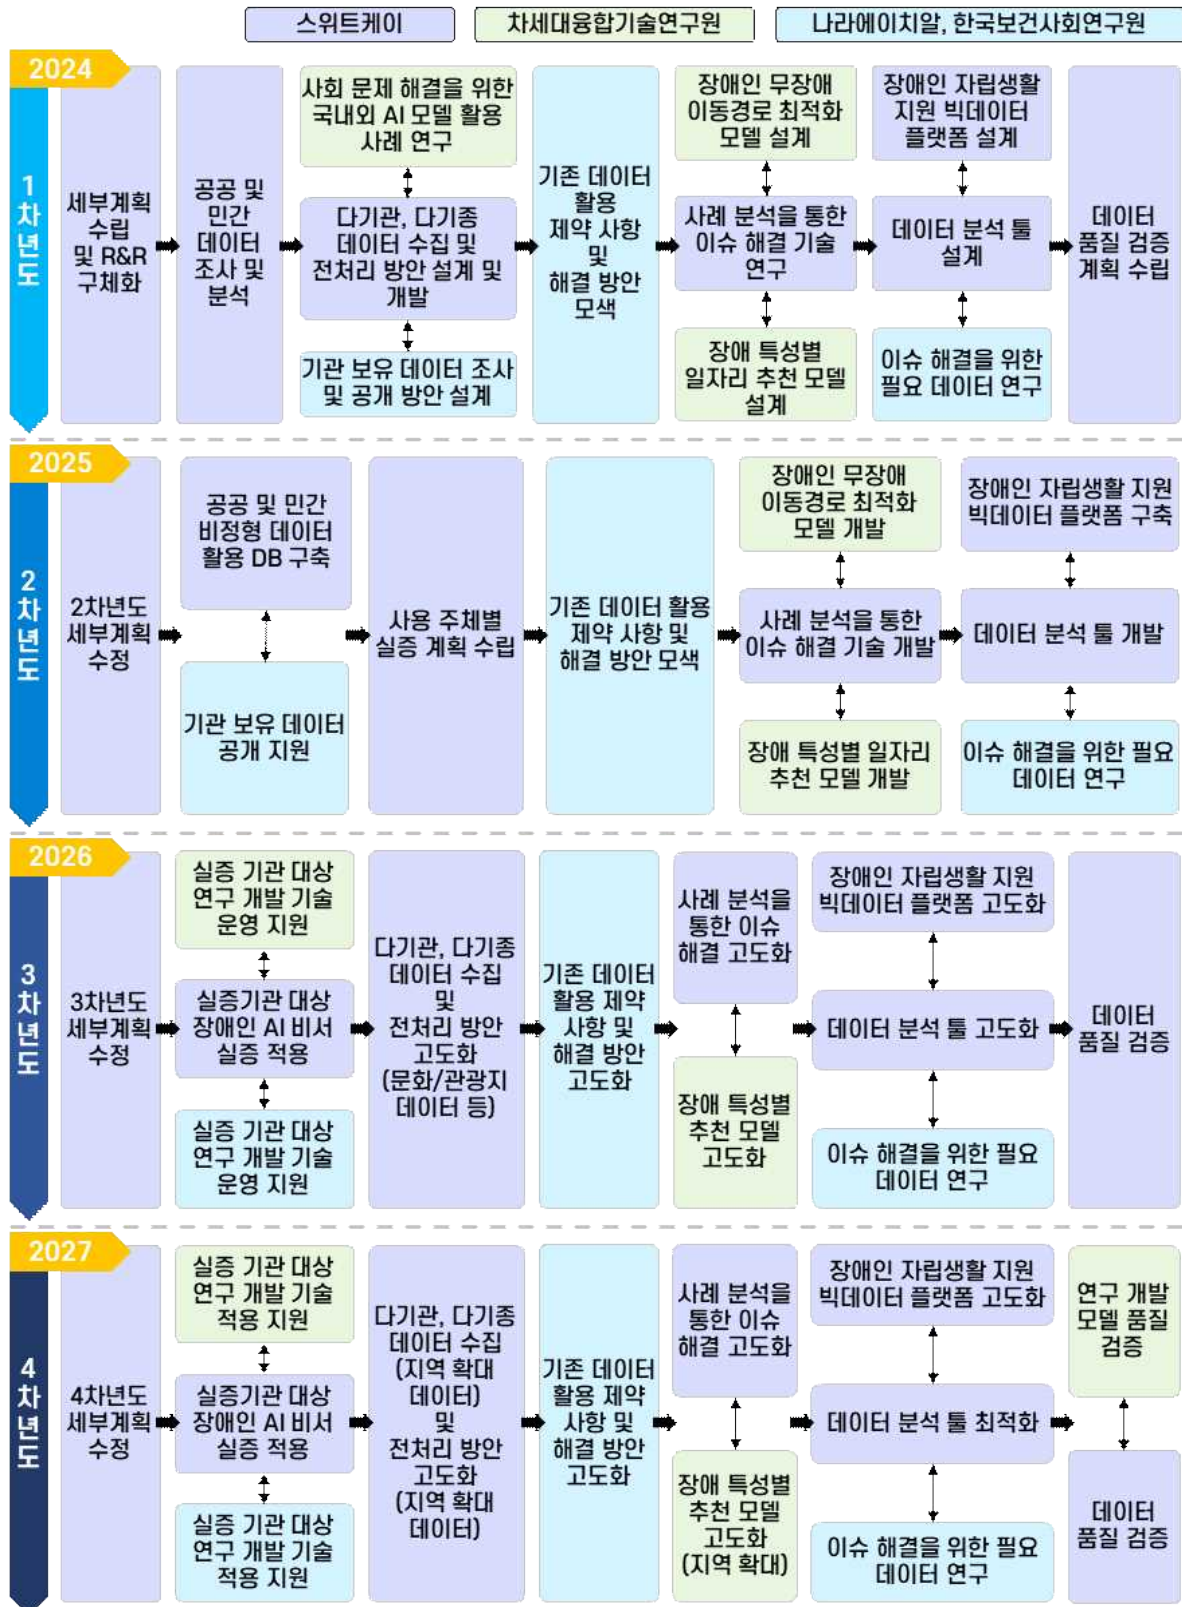 스위트케이
차세대융합기술연구원
나라에이치알, 한국보건사회연구원
2024
1차년도
세부계획
수립
및 R&R
구체화
공공 및
민간
데이터
조사 및
분석
사회 문제 해결을 위한
국내외 AI 모델 활용
사례 연구
다기관, 다기종
데이터 수집 및
전처리 방안 설계 및
개발
기관 보유 데이터 조사
및 공개 방안 설계
기존 데이터
활용
제약 사항
및
해결 방안
모색
장애인 무장애
이동경로 최적화
모델 설계
사례 분석을 통한
이슈 해결 기술
연구
장애 특성별
일자리 추천 모델
설계
장애인 자립생활
지원 빅데이터
플랫폼 설계
데이터 분석 툴
설계
이슈 해결을 위한
필요 데이터 연구
데이터
품질 검증
계획 수립
2025
2차년도
2차년도
세부계획
수정
공공 및 민간
비정형 데이터
활용 DB 구축
기관 보유 데이터
공개 지원
사용 주체별
실증 계획 수립
기존 데이터 활용
제약 사항 및
해결 방안 모색
장애인 무장애
이동경로 최적화
모델 개발
사례 분석을 통한
이슈 해결 기술 개발
장애 특성별 일자리
추천 모델 개발
장애인 자립생활 지원
빅데이터 플랫폼 구축
데이터 분석 툴 개발
이슈 해결을 위한 필요
데이터 연구
2026
3차년도
3차년도
세부계획
수정
실증 기관 대상
연구 개발 기술
운영 지원
실증기관 대상
장애인 AI 비서
실증 적용
실증 기관 대상
연구 개발 기술
운영 지원
다기관, 다기종
데이터 수집
및
전처리 방안
고도화
(문화/관광지
데이터 등)
기존 데이터
활용 제약
사항 및
해결 방안
고도화
사례 분석을
통한 이슈
해결 고도화
장애 특성별
추천 모델
고도화
장애인 자립생활 지원
빅데이터 플랫폼 고도화
데이터 분석 툴 고도화
이슈 해결을 위한 필요
데이터 연구
데이터
품질 검증
2027
4차년도
4차년도
세부계획
수정
실증 기관 대상
연구 개발 기술
적용 지원
실증기관 대상
장애인 AI 비서
실증 적용
실증 기관 대상
연구 개발 기술
적용 지원
다기관, 다기종
데이터 수집
(지역 확대
데이터)
및
전처리 방안
고도화
(지역 확대
데이터)
기존 데이터
활용 제약
사항 및
해결 방안
고도화
사례 분석을
통한 이슈
해결 고도화
장애 특성별
추천 모델
고도화
(지역 확대)
장애인 자립생활 지원
빅데이터 플랫폼 고도화
데이터 분석 툴 최적화
이슈 해결을 위한 필요
데이터 연구
연구 개발
모델 품질
검증
데이터
품질 검증